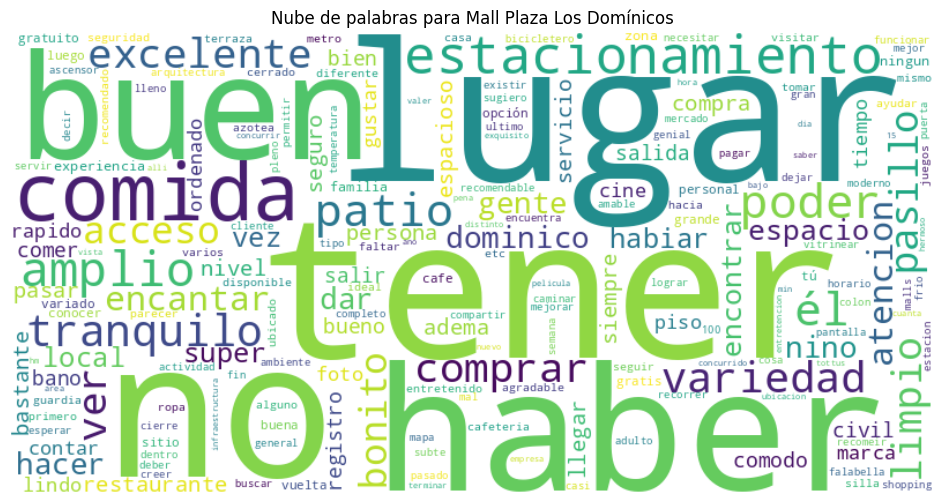 Nube de palabras para Mall Plaza Los Domínicos
gratuito seguridad terraza metro casa bicicletero zona necesitar visitar funcionar
luego excelente bien estacionamiento mejor
ascensor arquitectura cerrado diferente existir tomar gran ningun mismo
buen lugar
recomendado lleno gustar valer sugiero hora compra ayudar
decir azotea concurrir permitir espacioso opción servicio mercado genial dia 15 puerta
ultimo exquisito tiempo
servir experiencia alli ordenado pleno seguro temperatura salida pagar saber juegos
comida familia recomendable cine personal bajo dejar moderno pasillo
amable hacia
patio pena gente grande poder
rapido acceso cliente vez persona faltar año distinto encuentra dominico habiar espacio vitrinear hermoso
comer vista varios tipo etc
amplio nivel salir cafe pelicula lograr encontrar tú horario malls atencion
pasar variado disponible ideal dar caminar siempre él colon frio
conocer encantar completo compartir mejorar min cuanta
tener
tranquilo parecer ubicado bueno adema semana piso 100 entretencion pantalla estacion
local super ambiente nuevo nino cosa concurrido tottus
bastante ha ver actividad comprar seguir
bano area fin foto entretenido mal agradable gratis variedad ubicacion limpio
guardia ropa infraestructura bonito recorrer
no haber
primero alguno registro llegar
esperar cierre buena cafeteria adulto civil recomeir
contar sitio general mapa comodo marca
dentro subte
hacer deber vuelta pasado empresa silla falabella
lindo restaurante creer buscar terminar casi shopping